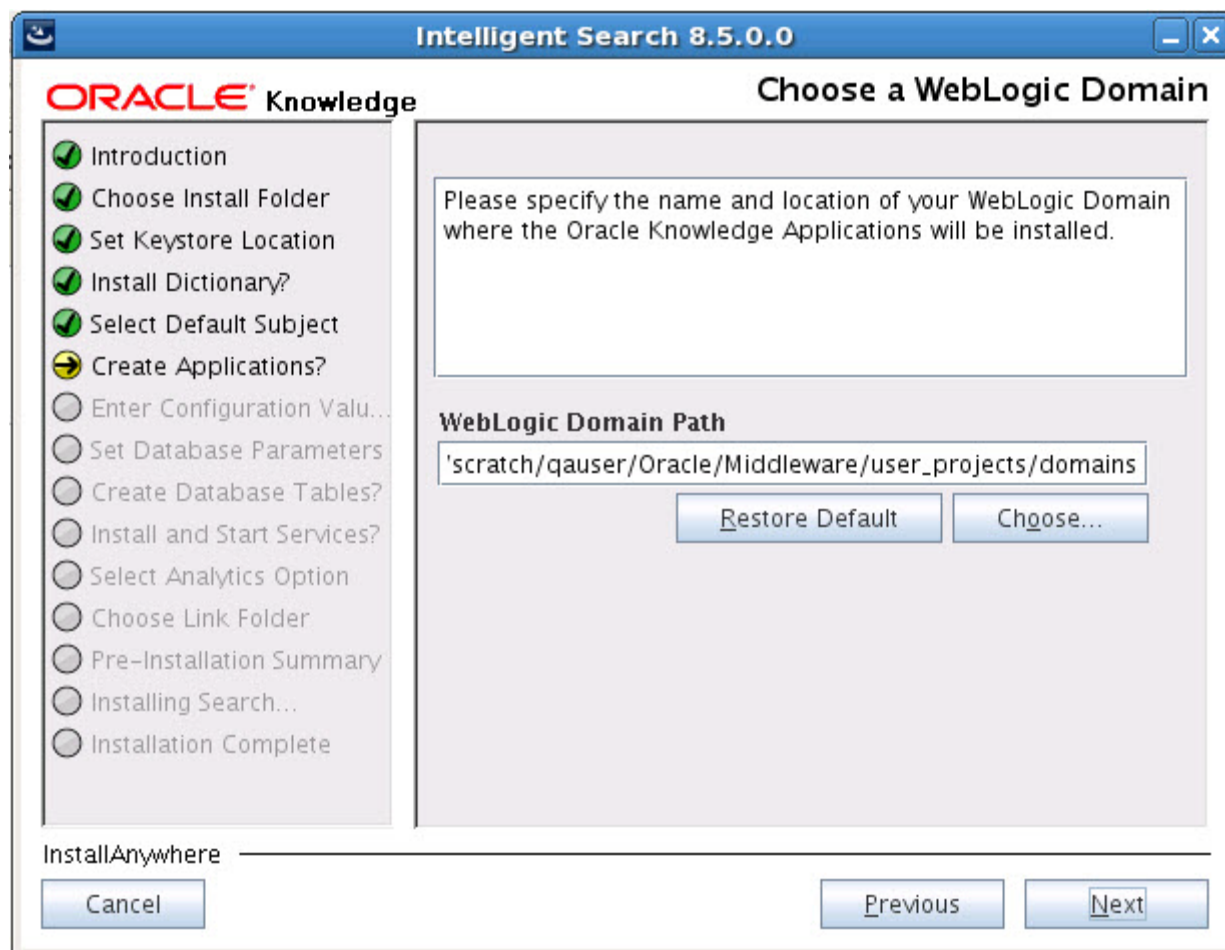 Intelligent Search 8.5.0.0
ORACLE Knowledge
Choose a WebLogic Domain
Introduction
Choose Install Folder
Set Keystore Location
Install Dictionary?
Select Default Subject
Create Applications?
Enter Configuration Valu...
Set Database Parameters
Create Database Tables?
Install and Start Services?
Select Analytics Option
Choose Link Folder
Pre-Installation Summary
Installing Search...
Installation Complete
Please specify the name and location of your WebLogic Domain
where the Oracle Knowledge Applications will be installed.
WebLogic Domain Path
'scratch/qauser/Oracle/Middleware/user_projects/domains
Restore Default
Choose...
InstallAnywhere
Cancel
Previous
Next